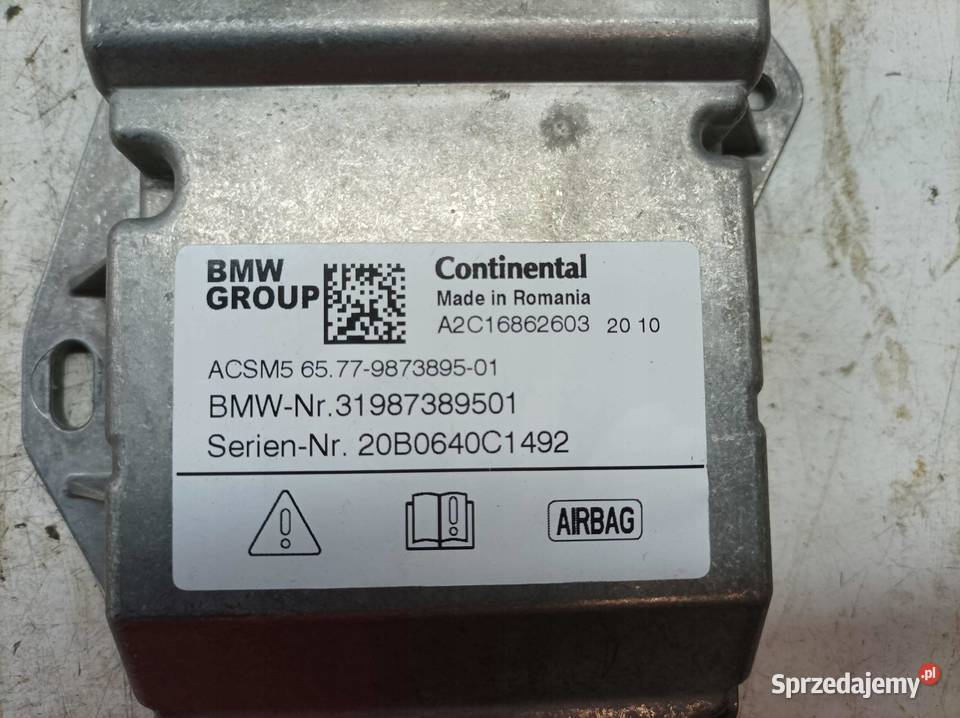 BMW
GROUP
Continental
Made in Romania
A2C16862603 20 10
ACSM5 65.77-9873895-01
BMW-Nr.31987389501
Serien-Nr. 20B0640C1492
AIRBAG
Sprzedajemy.pl